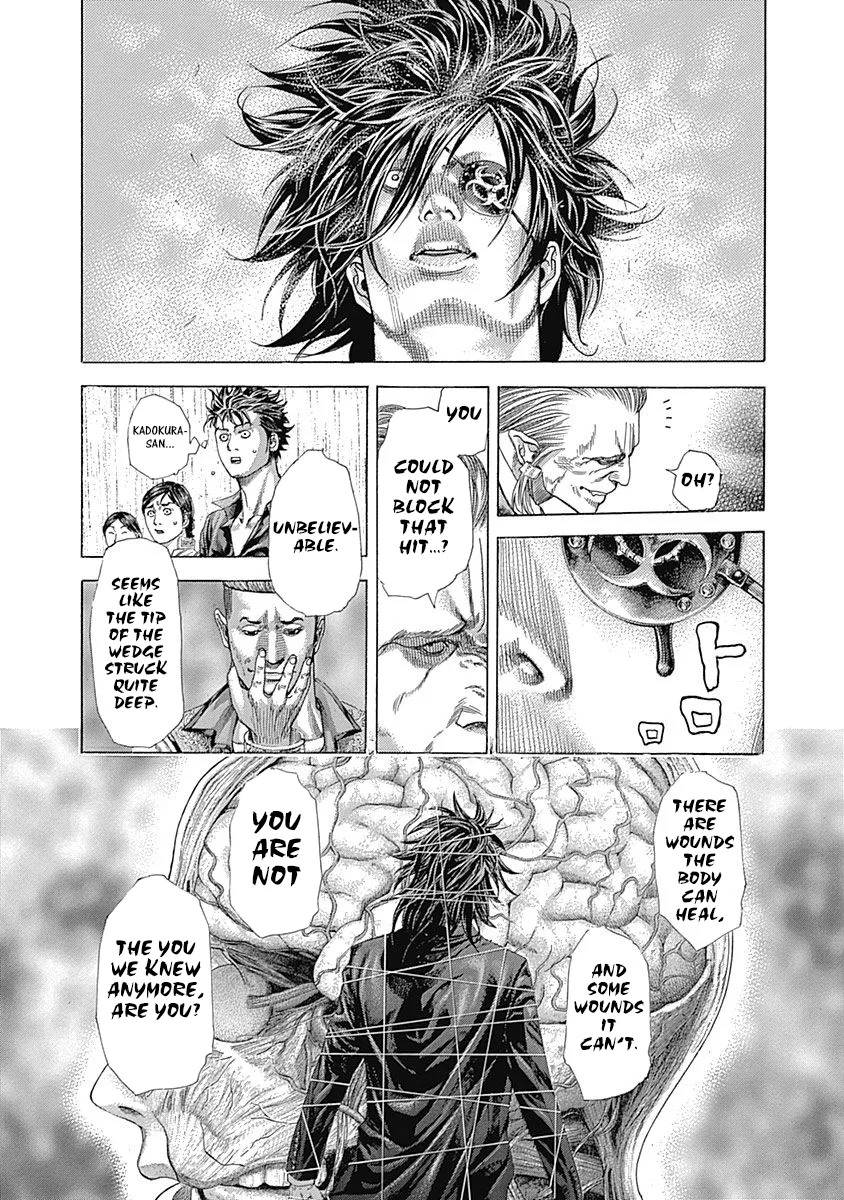 OH?
YOU
COULD
NOT
BLOCK
THAT
HIT...?
KADOKURA-
SAN...
UNBELIEV-
ABLE.
SEEMS
LIKE
THE TIP
OF THE
WEDGE
STRUCK
QUITE
DEEP.
THERE
ARE
WOUNDS
THE
BODY
CAN
HEAL,
AND
SOME
WOUNDS
IT
CAN'T.
YOU
ARE
NOT
THE YOU
WE KNEW
ANYMORE,
ARE YOU?